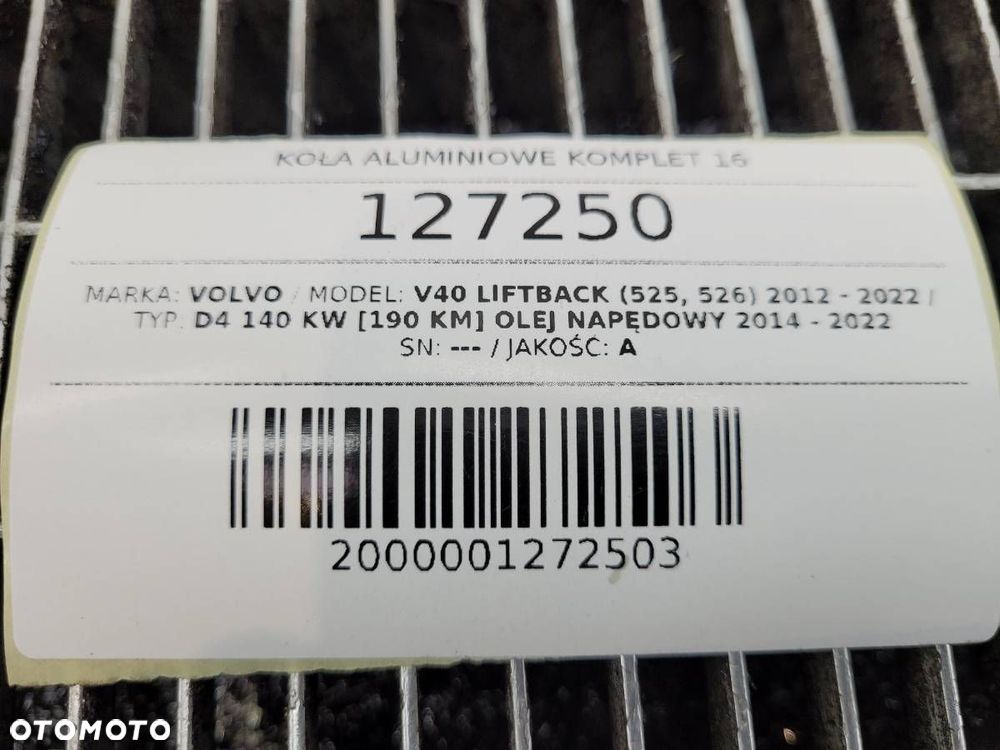 KOŁA ALUMINIOWE KOMPLET 16
127250
MARKA: VOLVO / MODEL: V40 LIFTBACK (525, 526) 2012 - 2022 /
TYP: D4 140 KW [190 KM] OLEJ NAPĘDOWY 2014 - 2022
SN: --- / JAKOŚĆ: A
2000001272503
OTOMOTO